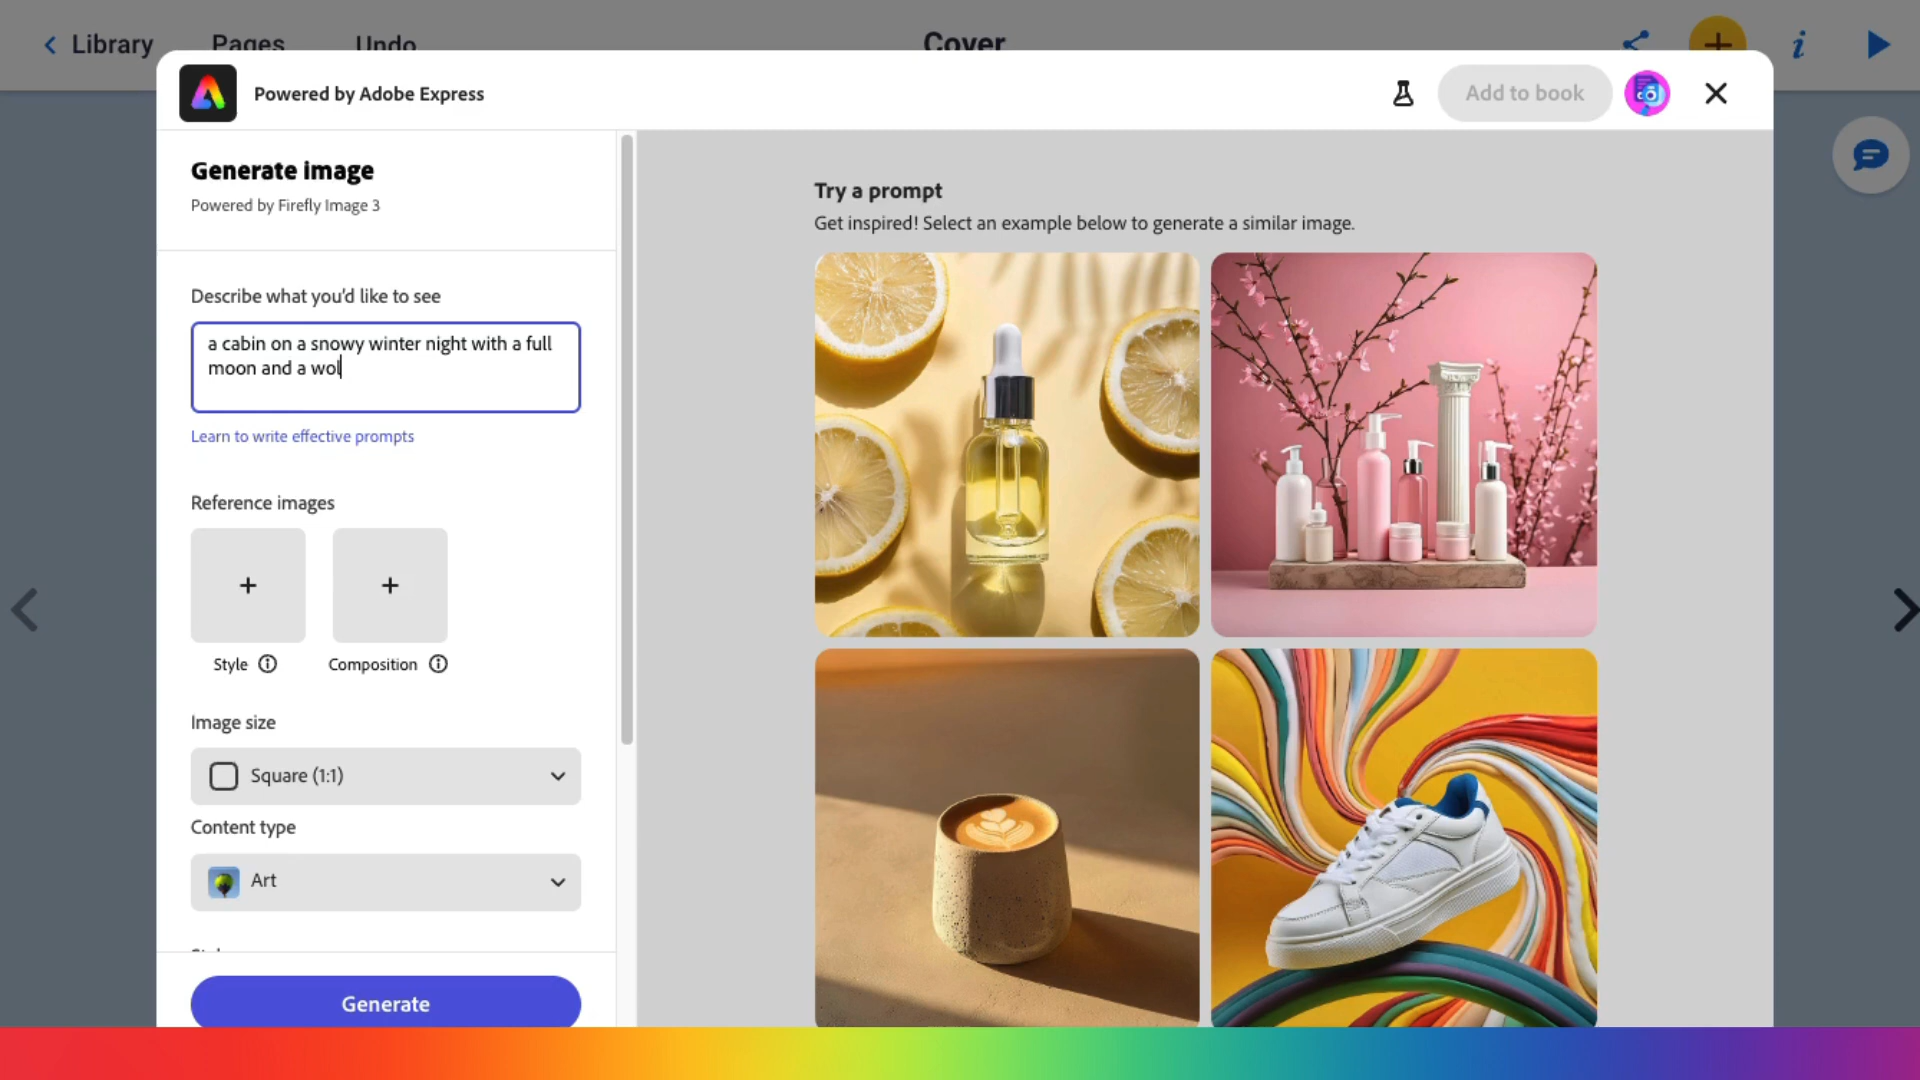 Library
Pages
Undo
Cover
Powered by Adobe Express
Add to book
Generate image
Powered by Firefly Image 3
Describe what you'd like to see
a cabin on a snowy winter night with a full
moon and a wol
Learn to write effective prompts
Reference images
Style
Composition
Image size
Square (1:1)
Content type
Art
Generate
Try a prompt
Get inspired! Select an example below to generate a similar image.